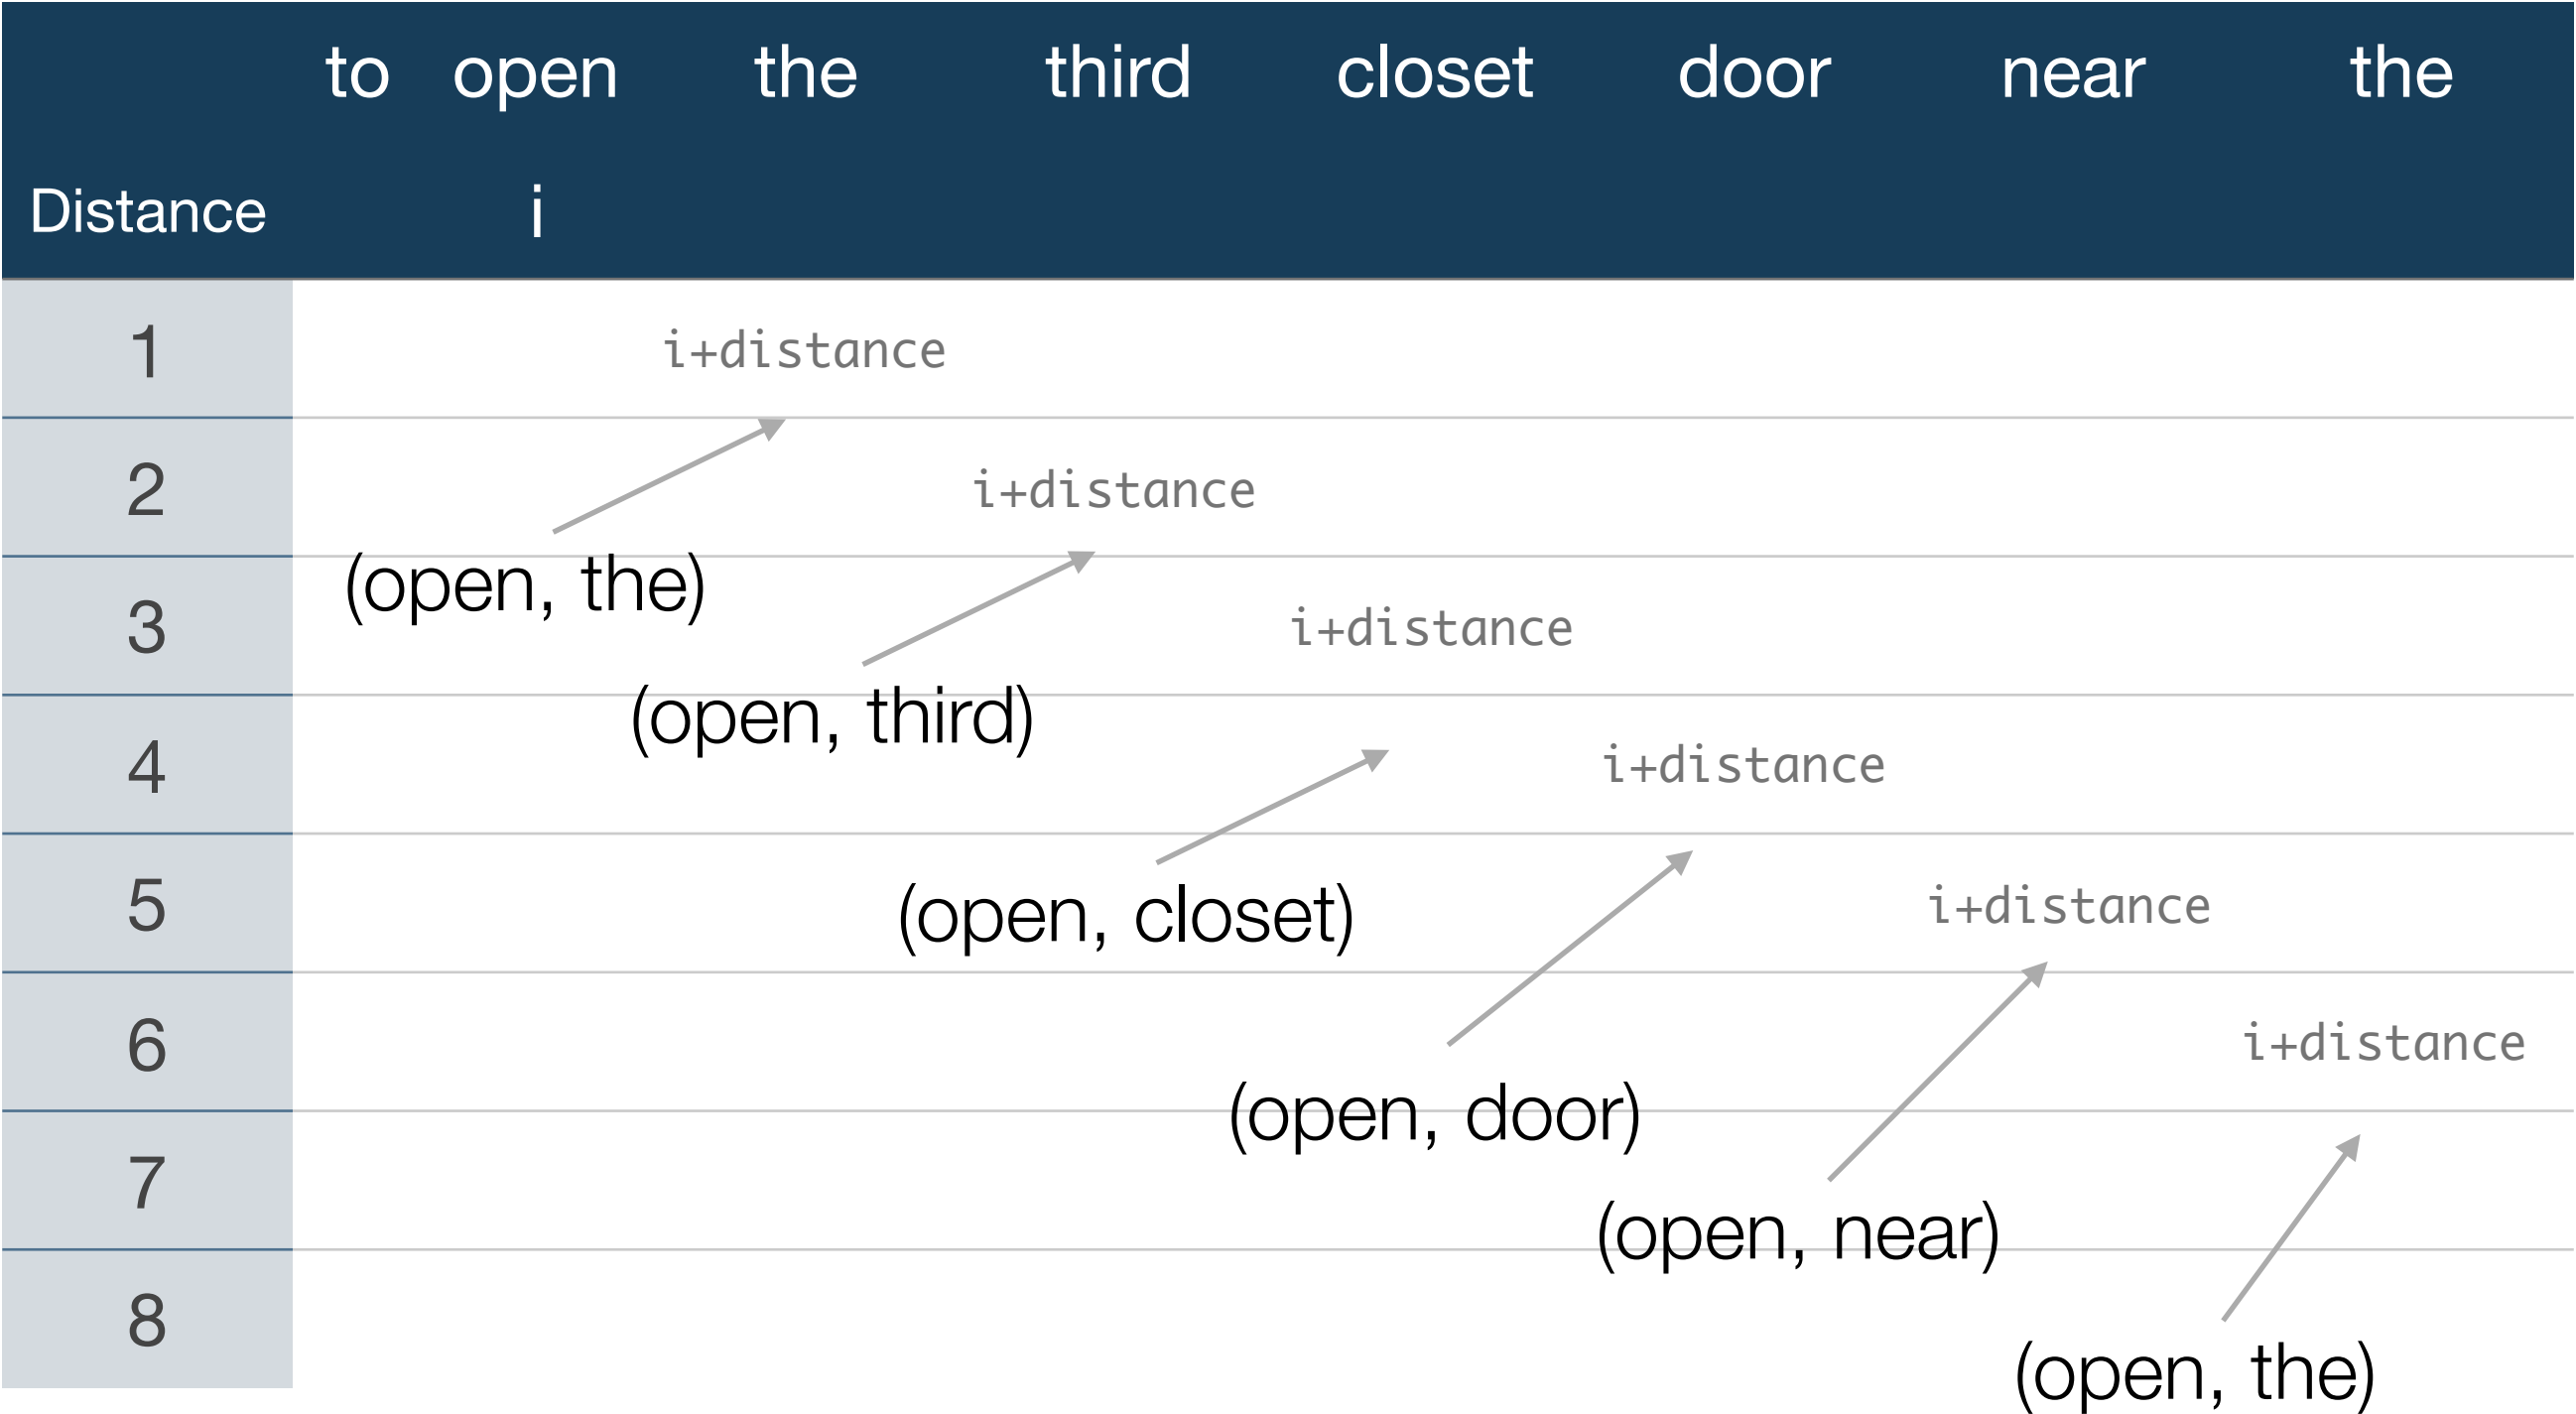 to open the third closet door near the
Distance i
1 i+distance
2 i+distance
(open, the)
3 i+distance
(open, third)
4 i+distance
5 i+distance
(open, closet)
6 i+distance
(open, door)
7
(open, near)
8
(open, the)